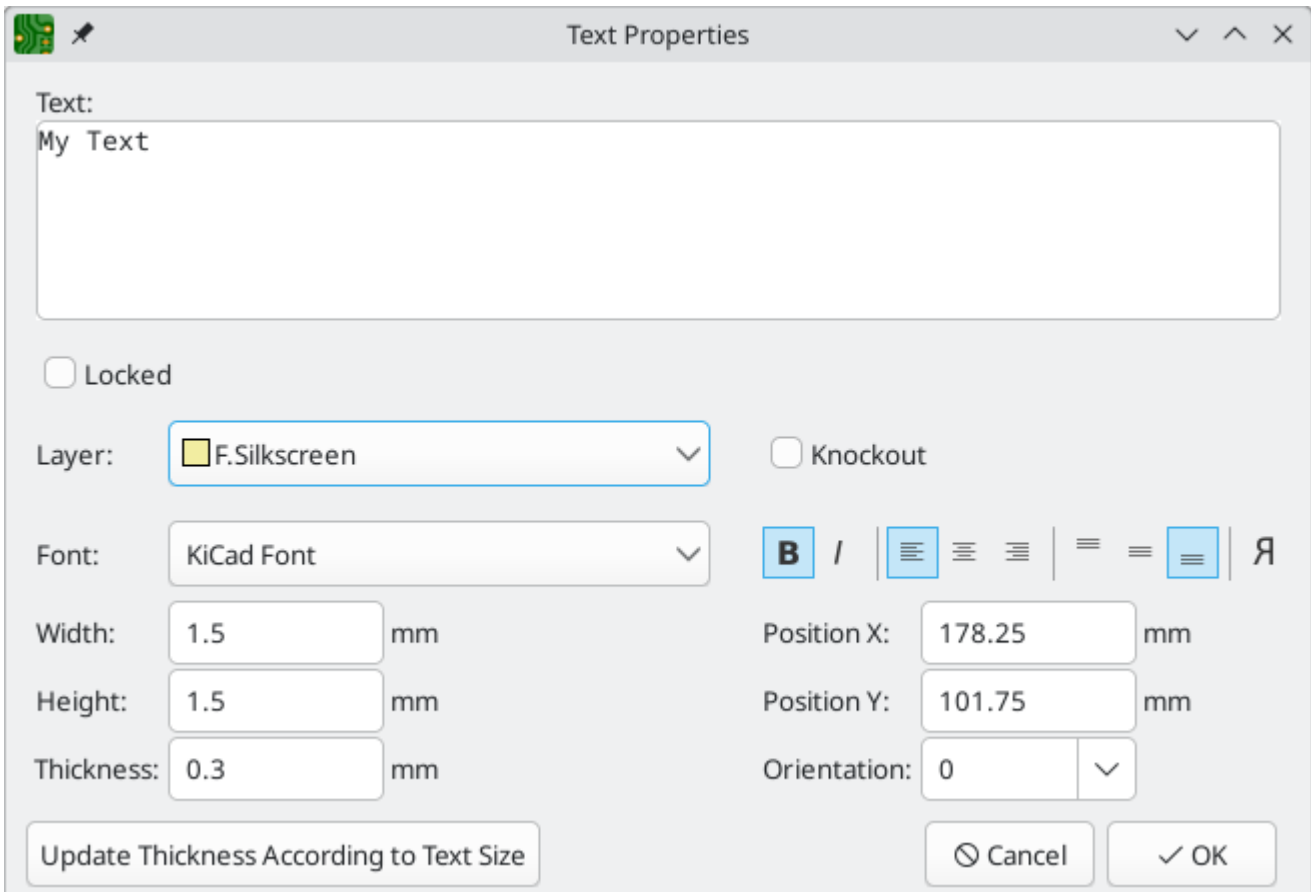 Text Properties
Text:
My Text
Locked
Layer: F.Silkscreen Knockout
Font: KiCad Font B I Я
Width: 1.5 mm Position X: 178.25 mm
Height: 1.5 mm Position Y: 101.75 mm
Thickness: 0.3 mm Orientation: 0
Update Thickness According to Text Size Cancel OK